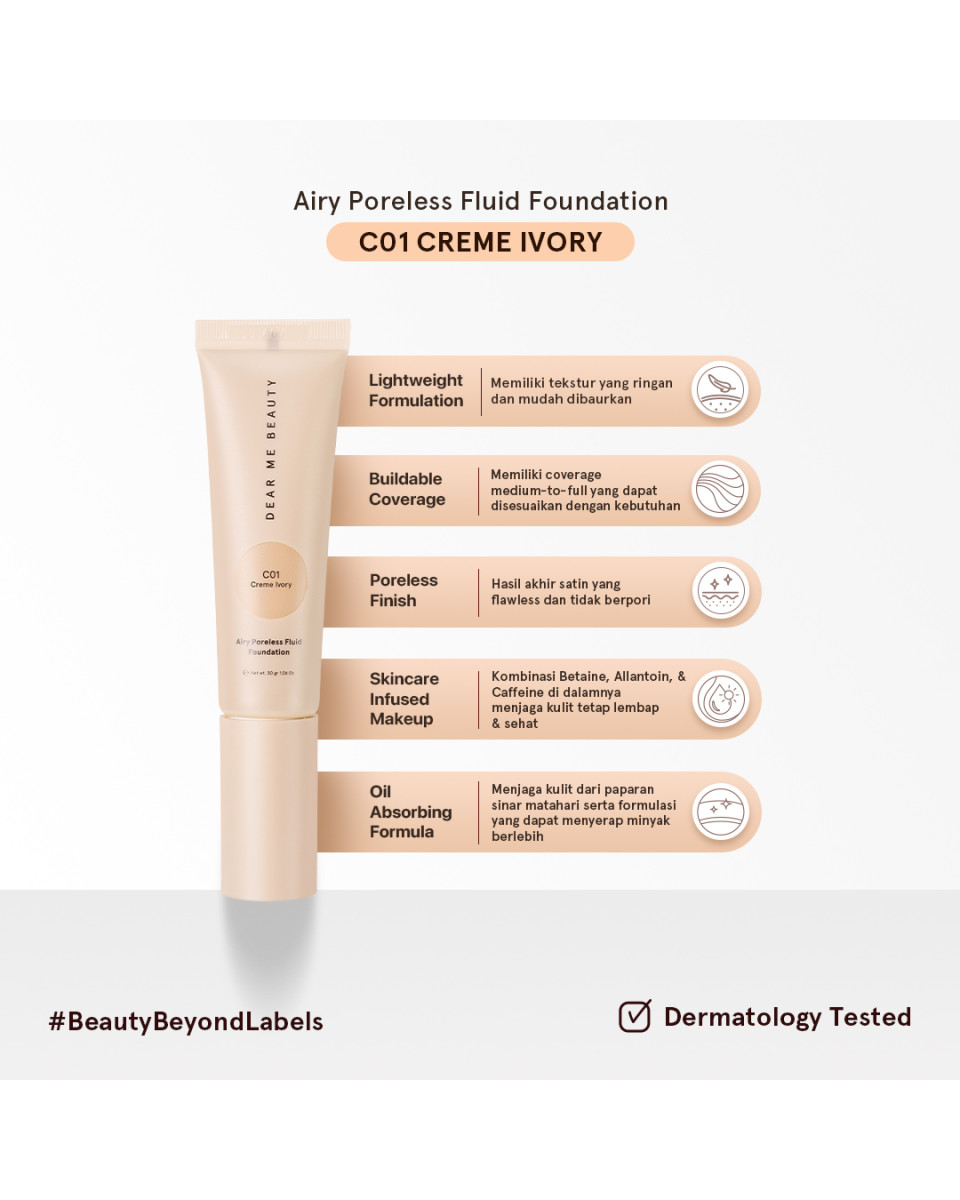 Airy Poreless Fluid Foundation
C01 CREME IVORY
DEAR ME BEAUTY
C01
Creme Ivory
Airy Poreless Fluid
Foundation
Lightweight
Formulation
Memiliki tekstur yang ringan
dan mudah dibaurkan
Buildable
Coverage
Memiliki coverage
medium-to-full yang dapat
disesuaikan dengan kebutuhan
Poreless
Finish
Hasil akhir satin yang
flawless dan tidak berpori
Skincare
Infused
Makeup
Kombinasi Betaine, Allantoin, &
Caffeine di dalamnya
menjaga kulit tetap lembap
& sehat
Oil
Absorbing
Formula
Menjaga kulit dari paparan
sinar matahari serta formulasi
yang dapat menyerap minyak
berlebih
#BeautyBeyondLabels
Dermatology Tested